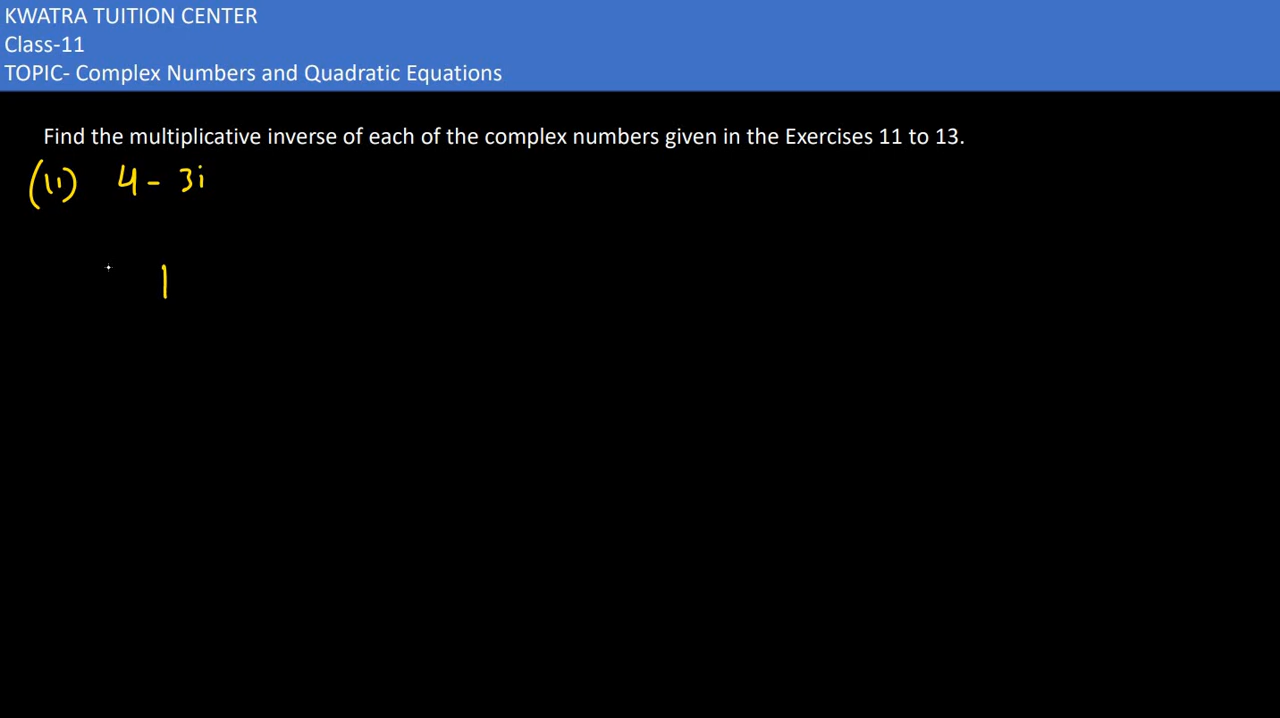 KWATRA TUITION CENTER
Class-11
TOPIC- Complex Numbers and Quadratic Equations
Find the multiplicative inverse of each of the complex numbers given in the Exercises 11 to 13.
(11) 4 - 3i
1